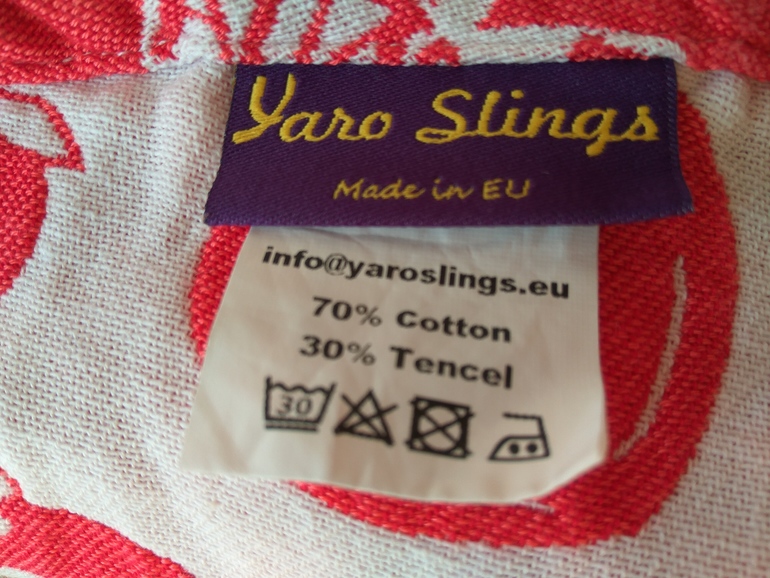 Yaro Slings
Made in EU
info@yaroslings.eu
70% Cotton
30% Tencel
30